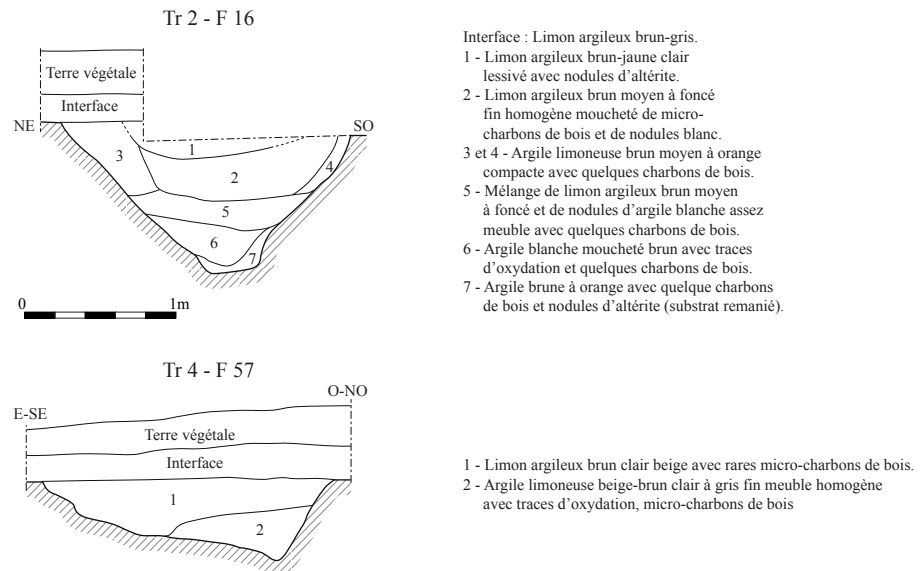 Tr 2 - F 16
Terre végétale
Interface
NE
SO
1
2
3
4
5
6
7
0
1m
Interface : Limon argileux brun-gris.
1 - Limon argileux brun-jaune clair
lessivé avec nodules d'altérite.
2 - Limon argileux brun moyen à foncé
fin homogène moucheté de micro-
charbons de bois et de nodules blanc.
3 et 4 - Argile limoneuse brun moyen à orange
compacte avec quelques charbons de bois.
5 - Mélange de limon argileux brun moyen
à foncé et de nodules d'argile blanche assez
meuble avec quelques charbons de bois.
6 - Argile blanche moucheté brun avec traces
d'oxydation et quelques charbons de bois.
7 - Argile brune à orange avec quelque charbons
de bois et nodules d'altérite (substrat remanié).
Tr 4 - F 57
O-NO
E-SE
Terre végétale
Interface
1
2
1 - Limon argileux brun clair beige avec rares micro-charbons de bois.
2 - Argile limoneuse beige-brun clair à gris fin meuble homogène
avec traces d'oxydation, micro-charbons de bois